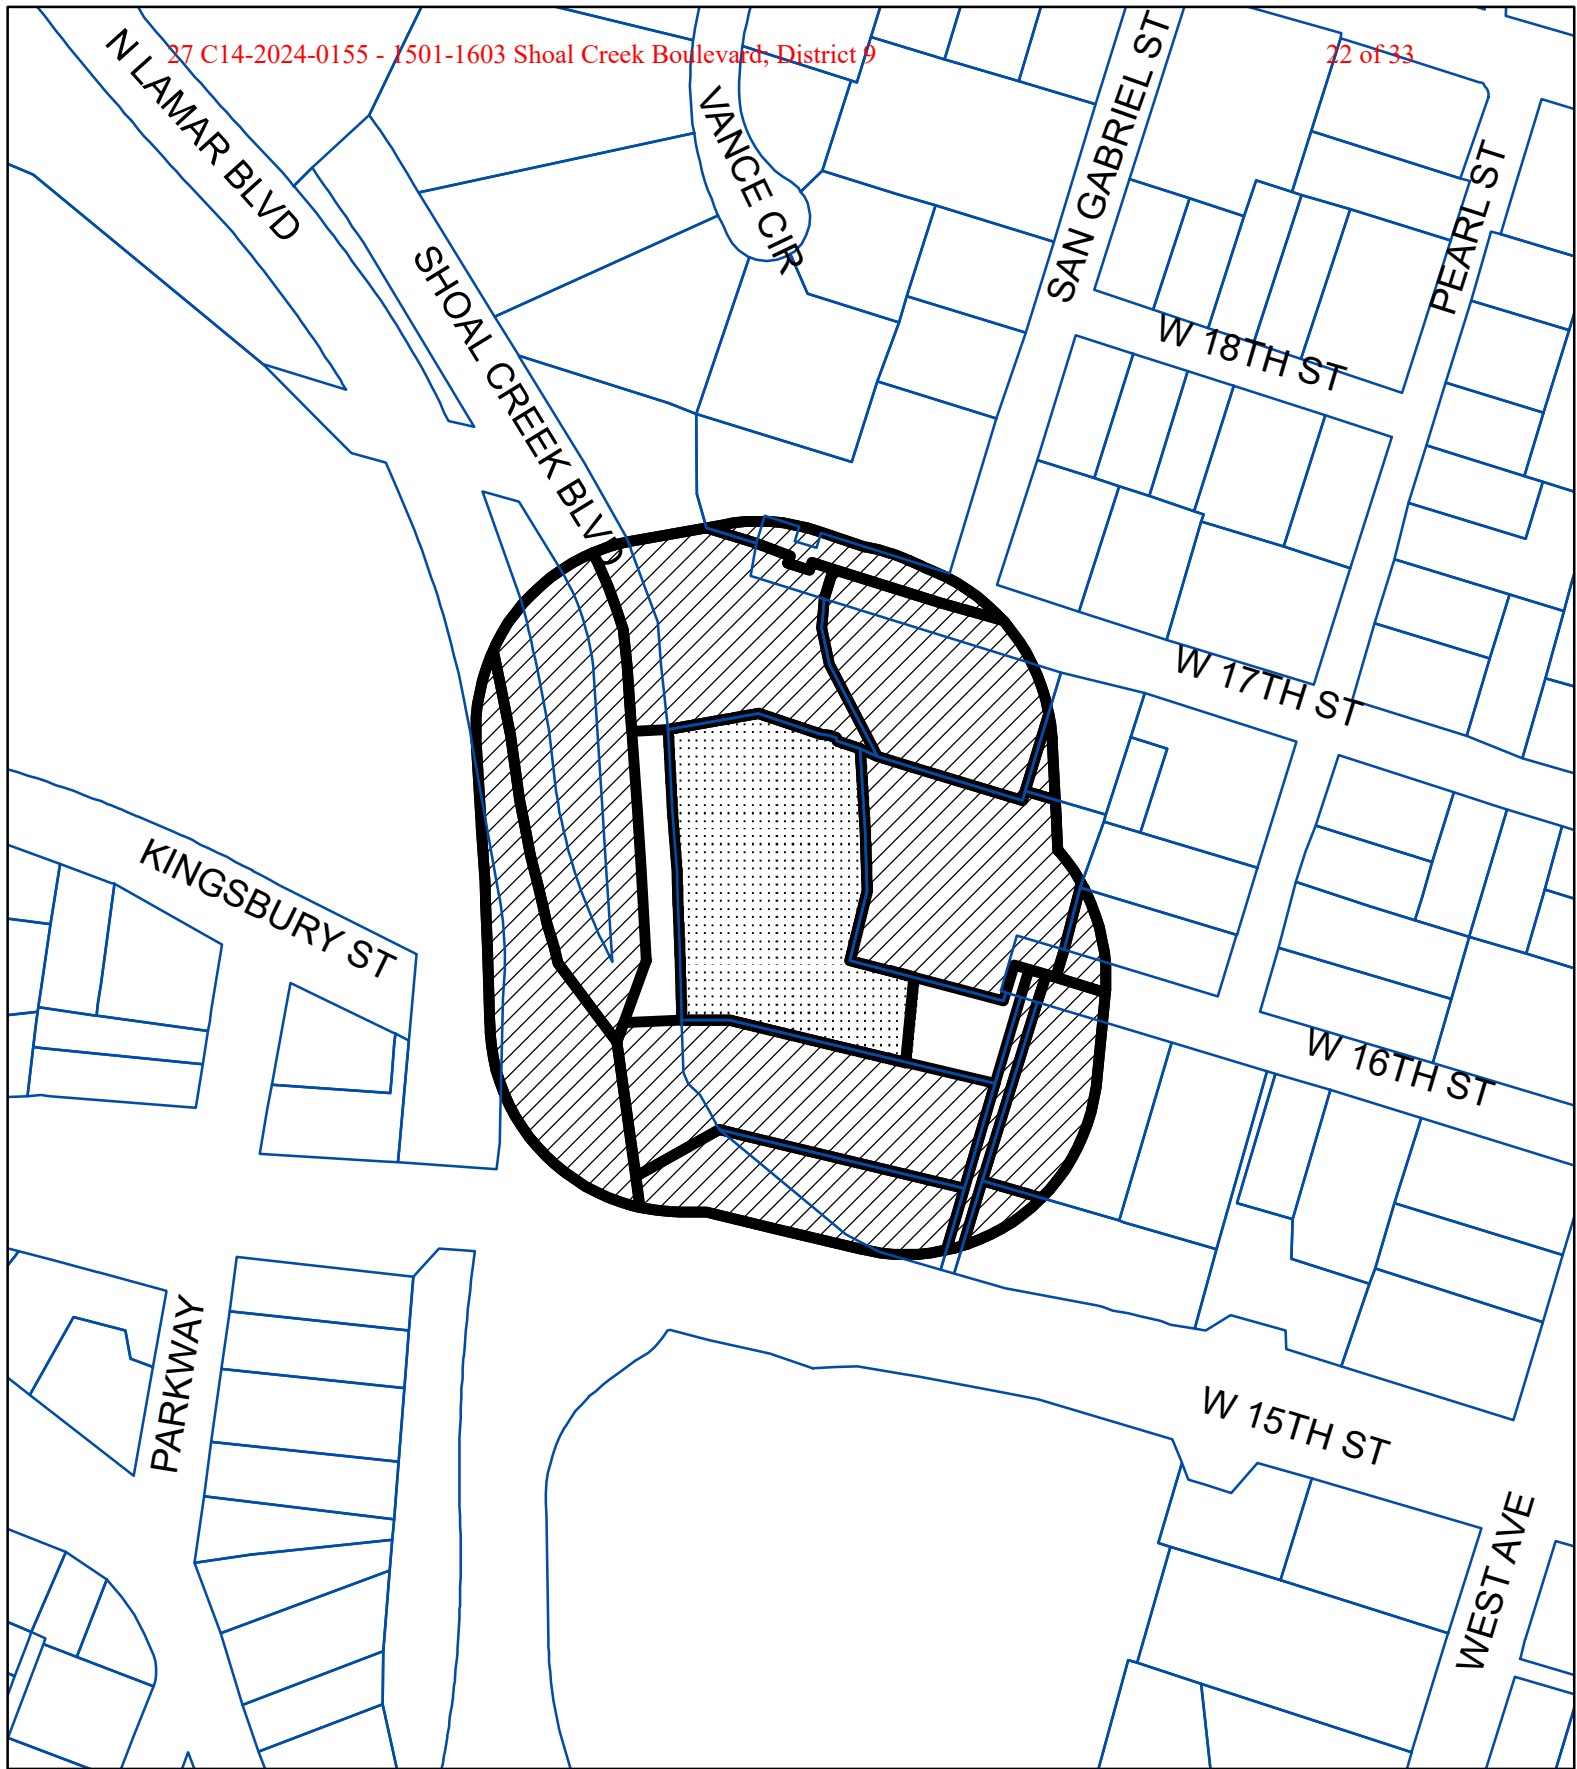 27 C14-2024-0155 - 1501-1603 Shoal Creek Boulevard; District 9
22 of 33
N LAMAR BLVD
VANCE CIR
SAN GABRIEL ST
PEARL ST
SHOAL CREEK BLVD
W 18TH ST
W 17TH ST
KINGSBURY ST
W 16TH ST
PARKWAY
W 15TH ST
WEST AVE